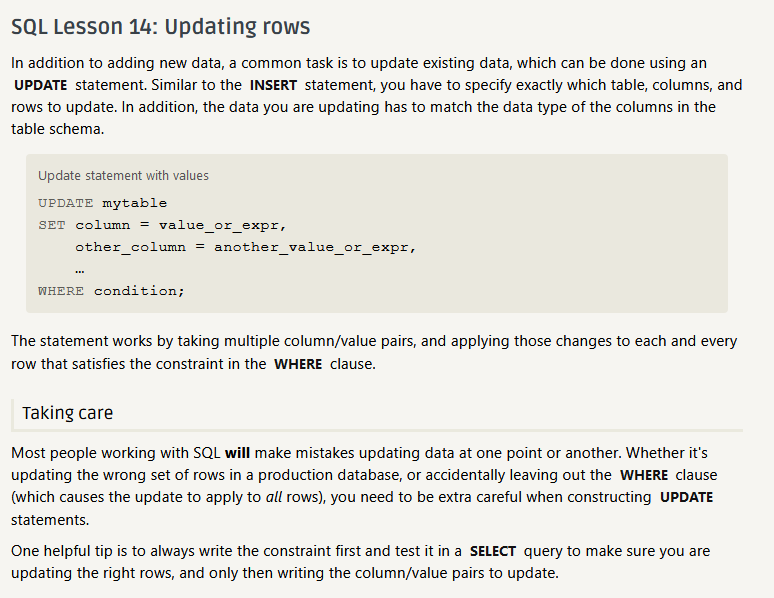 SQL Lesson 14: Updating rows
In addition to adding new data, a common task is to update existing data, which can be done using an
UPDATE statement. Similar to the INSERT statement, you have to specify exactly which table, columns, and
rows to update. In addition, the data you are updating has to match the data type of the columns in the
table schema.
Update statement with values
UPDATE mytable
SET column = value_or_expr,
    other_column = another_value_or_expr,
    …
WHERE condition;
The statement works by taking multiple column/value pairs, and applying those changes to each and every
row that satisfies the constraint in the WHERE clause.
Taking care
Most people working with SQL will make mistakes updating data at one point or another. Whether it's
updating the wrong set of rows in a production database, or accidentally leaving out the WHERE clause
(which causes the update to apply to all rows), you need to be extra careful when constructing UPDATE
statements.
One helpful tip is to always write the constraint first and test it in a SELECT query to make sure you are
updating the right rows, and only then writing the column/value pairs to update.